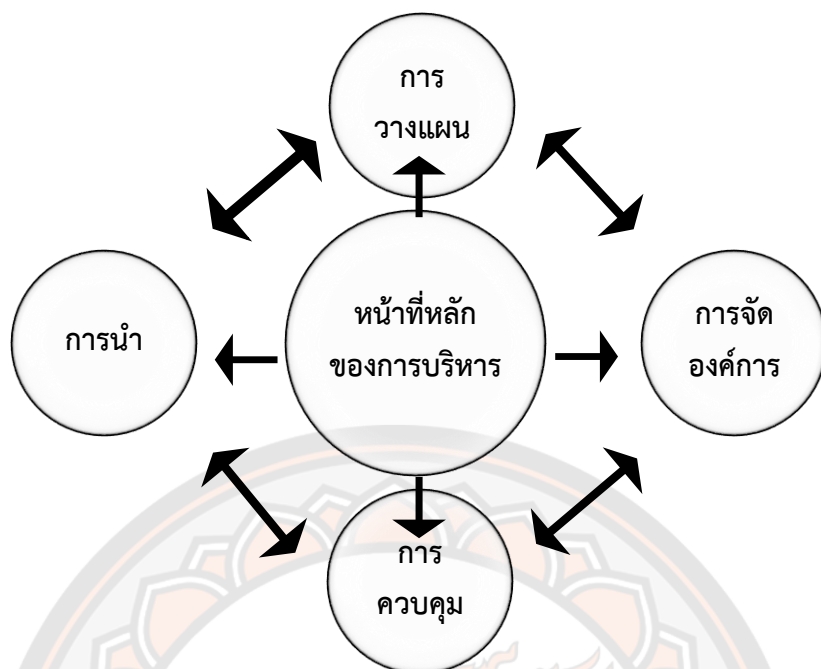 การ
วางแผน
การนำ
หน้าที่หลัก
ของการบริหาร
การจัด
องค์การ
การ
ควบคุม